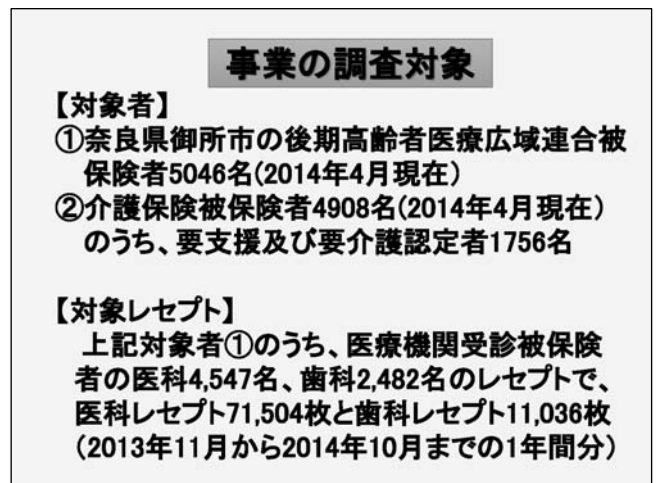 事業の調査対象
【対象者】
①奈良県御所市の後期高齢者医療広域連合被
保険者5046名(2014年4月現在)
②介護保険被保険者4908名(2014年4月現在)
のうち、要支援及び要介護認定者1756名
【対象レセプト】
上記対象者①のうち、医療機関受診被保険
者の医科4,547名、歯科2,482名のレセプトで、
医科レセプト71,504枚と歯科レセプト11,036枚
(2013年11月から2014年10月までの1年間分)